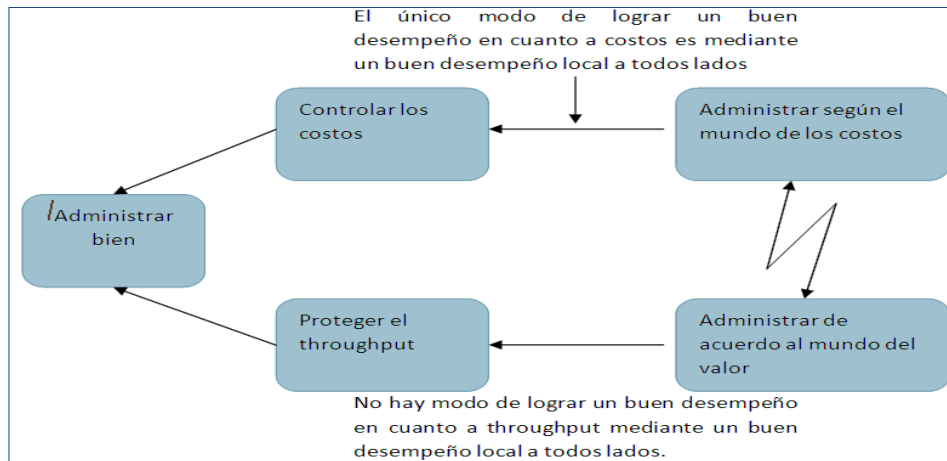 El único modo de lograr un buen
desempeño en cuanto a costos es mediante
un buen desempeño local a todos lados
Controlar los
costos
Administrar según el
mundo de los costos
Administrar
bien
Proteger el
throughput
Administrar de
acuerdo al mundo del
valor
No hay modo de lograr un buen desempeño
en cuanto a throughput mediante un buen
desempeño local a todos lados.